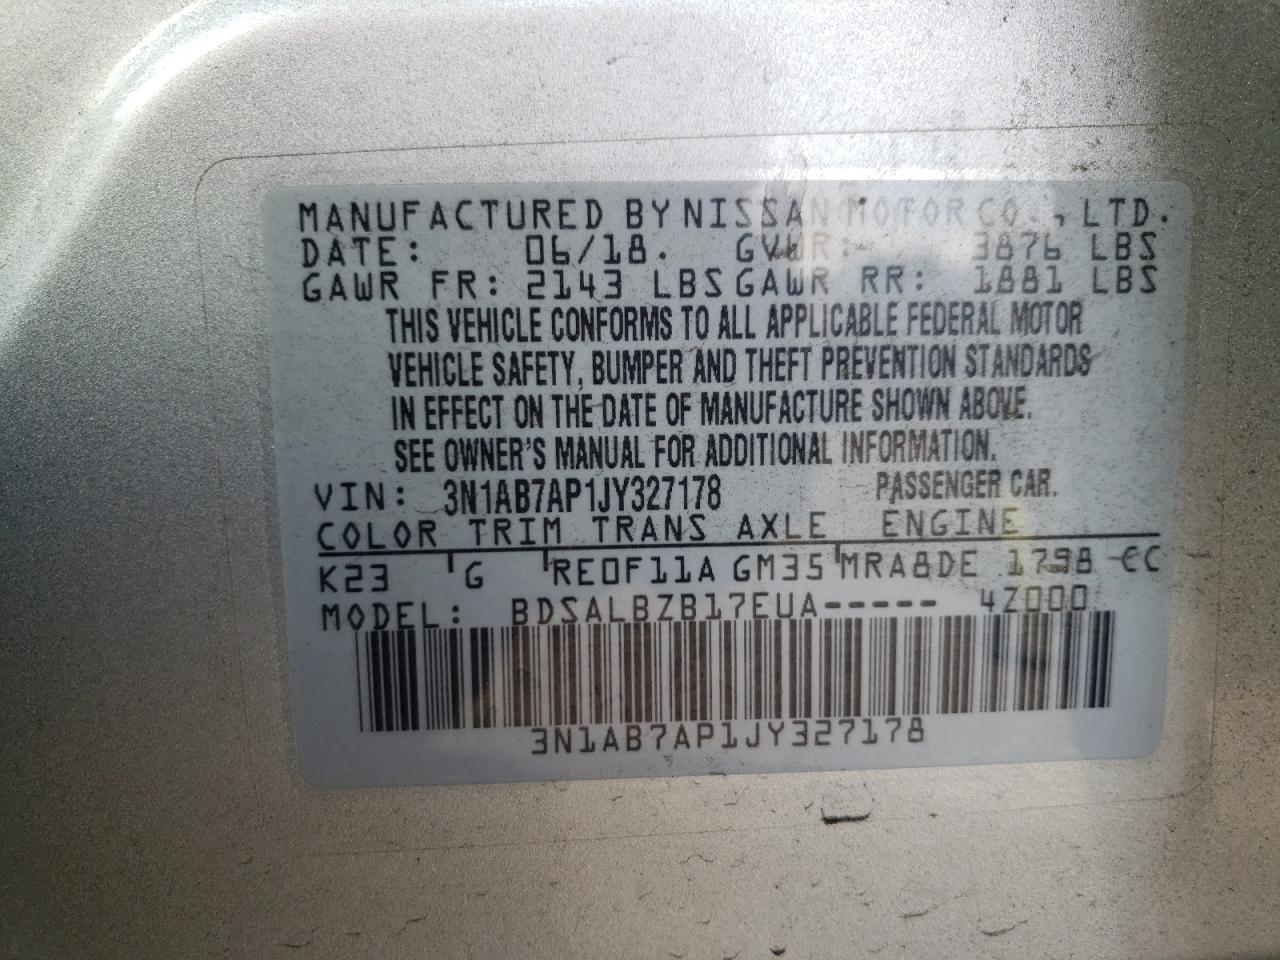 MANUFACTURED BY NISSAN MOTOR CO., LTD.
DATE: 06/18. GVWR: 3876 LBS
GAWR FR: 2143 LBS GAWR RR: 1881 LBS
THIS VEHICLE CONFORMS TO ALL APPLICABLE FEDERAL MOTOR
VEHICLE SAFETY, BUMPER AND THEFT PREVENTION STANDARDS
IN EFFECT ON THE DATE OF MANUFACTURE SHOWN ABOVE.
SEE OWNER'S MANUAL FOR ADDITIONAL INFORMATION.
VIN: 3N1AB7AP1JY327178 PASSENGER CAR.
COLOR TRIM TRANS AXLE ENGINE
K23 G RE0F11A GM35 MRA8DE 1798 CC
MODEL: BDSALBZB17EUA----- 4Z000
3N1AB7AP1JY327178